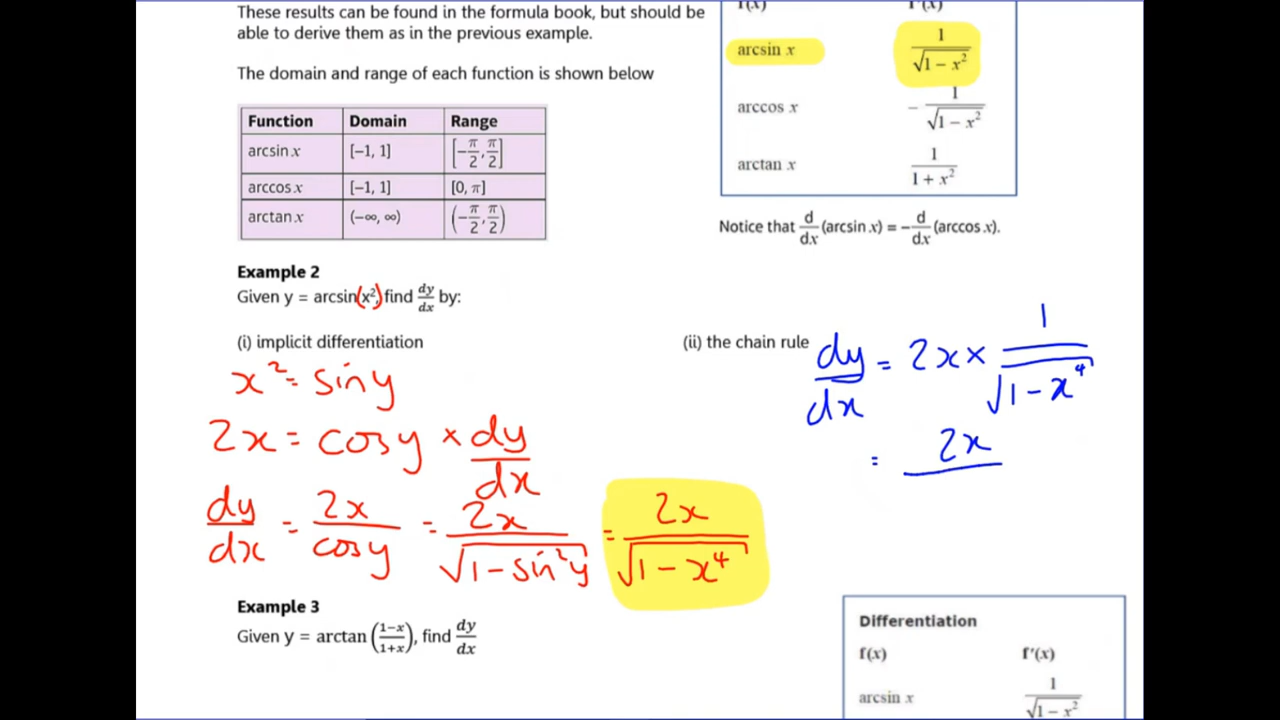 These results can be found in the formula book, but should be
able to derive them as in the previous example.
The domain and range of each function is shown below
Function Domain Range
arcsin x [−1, 1] [−π/2, π/2]
arccos x [−1, 1] [0, π]
arctan x (−∞, ∞) (−π/2, π/2)
f(x) f′(x)
arcsin x 1/√(1 − x²)
arccos x −1/√(1 − x²)
arctan x 1/(1 + x²)
Notice that d/dx (arcsin x) = −d/dx (arccos x).
Example 2
Given y = arcsin(x²) find dy/dx by:
(i) implicit differentiation
x² = sin y
2x = cos y × dy/dx
dy/dx = 2x/cos y = 2x/√(1 − sin²y) = 2x/√(1 − x⁴)
(ii) the chain rule
dy/dx = 2x × 1/√(1 − x⁴)
= 2x/
Example 3
Given y = arctan ((1−x)/(1+x)), find dy/dx
Differentiation
f(x) f′(x)
arcsin x 1/√(1 − x²)